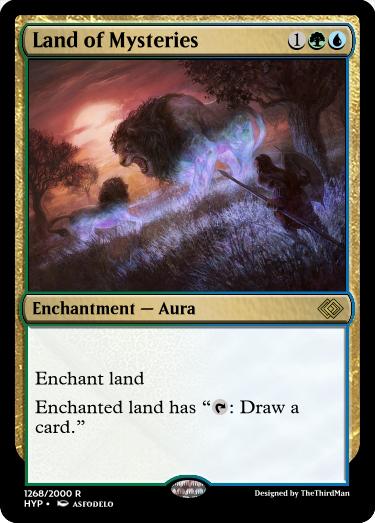 Land of Mysteries 1
Enchantment — Aura
Enchant land
Enchanted land has “: Draw a
card.”
1268/2000 R
HYP • ASFODELO
Designed by TheThirdMan